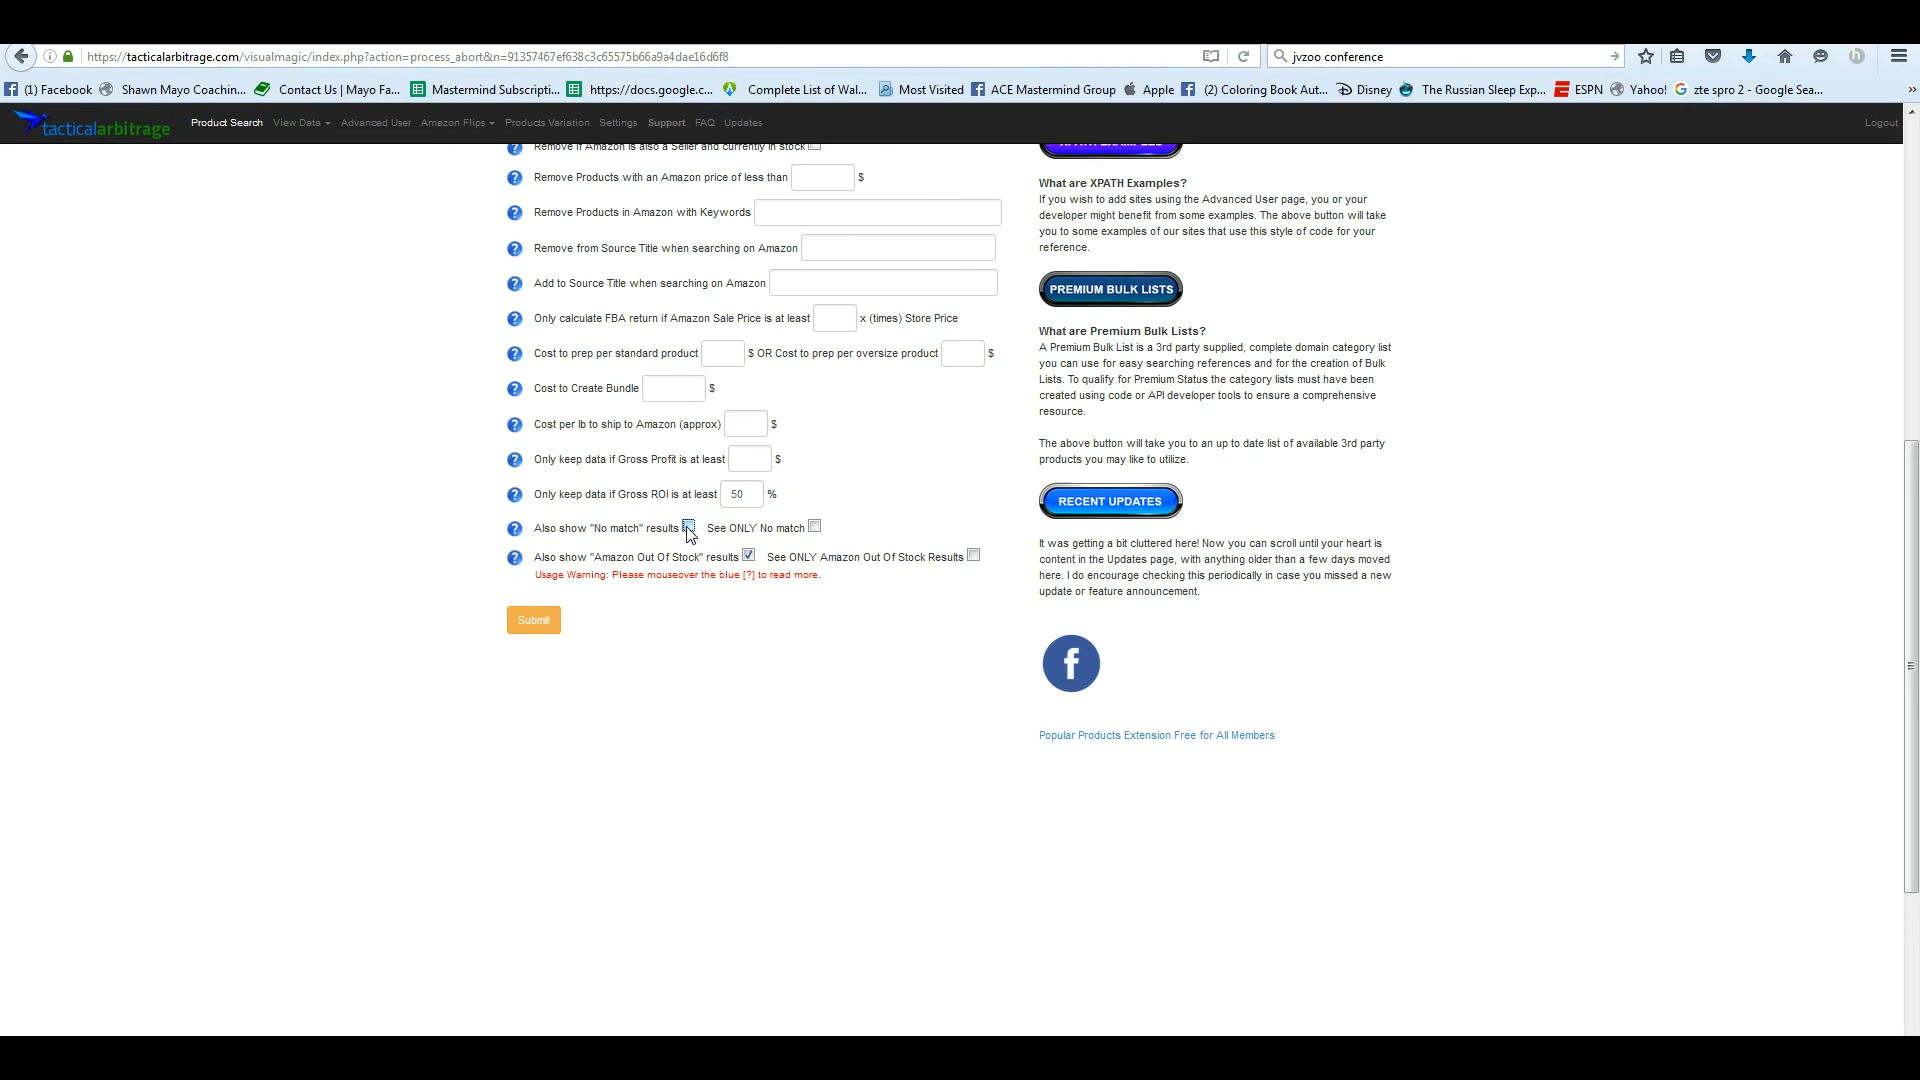 https://tacticalarbitrage.com/visualmagic/index.php?action=process_abort&n=91357467ef638c3c65575b66a9a4dae16d6f8
jvzoo conference
(1) Facebook Shawn Mayo Coachin... Contact Us | Mayo Fa... Mastermind Subscripti... https://docs.google.c... Complete List of Wal... Most Visited ACE Mastermind Group Apple (2) Coloring Book Aut... Disney The Russian Sleep Exp... ESPN Yahoo! zte spro 2 - Google Sea...
tacticalarbitrage Product Search View Data Advanced User Amazon Flips Products Variation Settings Support FAQ Updates Logout
Remove if Amazon is also a Seller and currently in stock
Remove Products with an Amazon price of less than $
Remove Products in Amazon with Keywords
Remove from Source Title when searching on Amazon
Add to Source Title when searching on Amazon
Only calculate FBA return if Amazon Sale Price is at least x (times) Store Price
Cost to prep per standard product $ OR Cost to prep per oversize product $
Cost to Create Bundle $
Cost per lb to ship to Amazon (approx) $
Only keep data if Gross Profit is at least $
Only keep data if Gross ROI is at least 50 %
Also show "No match" results See ONLY No match
Also show "Amazon Out Of Stock" results See ONLY Amazon Out Of Stock Results
Usage Warning: Please mouseover the blue [?] to read more.
Submit
XPATH EXAMPLES
What are XPATH Examples?
If you wish to add sites using the Advanced User page, you or your
developer might benefit from some examples. The above button will take
you to some examples of our sites that use this style of code for your
reference.
PREMIUM BULK LISTS
What are Premium Bulk Lists?
A Premium Bulk List is a 3rd party supplied, complete domain category list
you can use for easy searching references and for the creation of Bulk
Lists. To qualify for Premium Status the category lists must have been
created using code or API developer tools to ensure a comprehensive
resource.
The above button will take you to an up to date list of available 3rd party
products you may like to utilize.
RECENT UPDATES
It was getting a bit cluttered here! Now you can scroll until your heart is
content in the Updates page, with anything older than a few days moved
here. I do encourage checking this periodically in case you missed a new
update or feature announcement.
Popular Products Extension Free for All Members